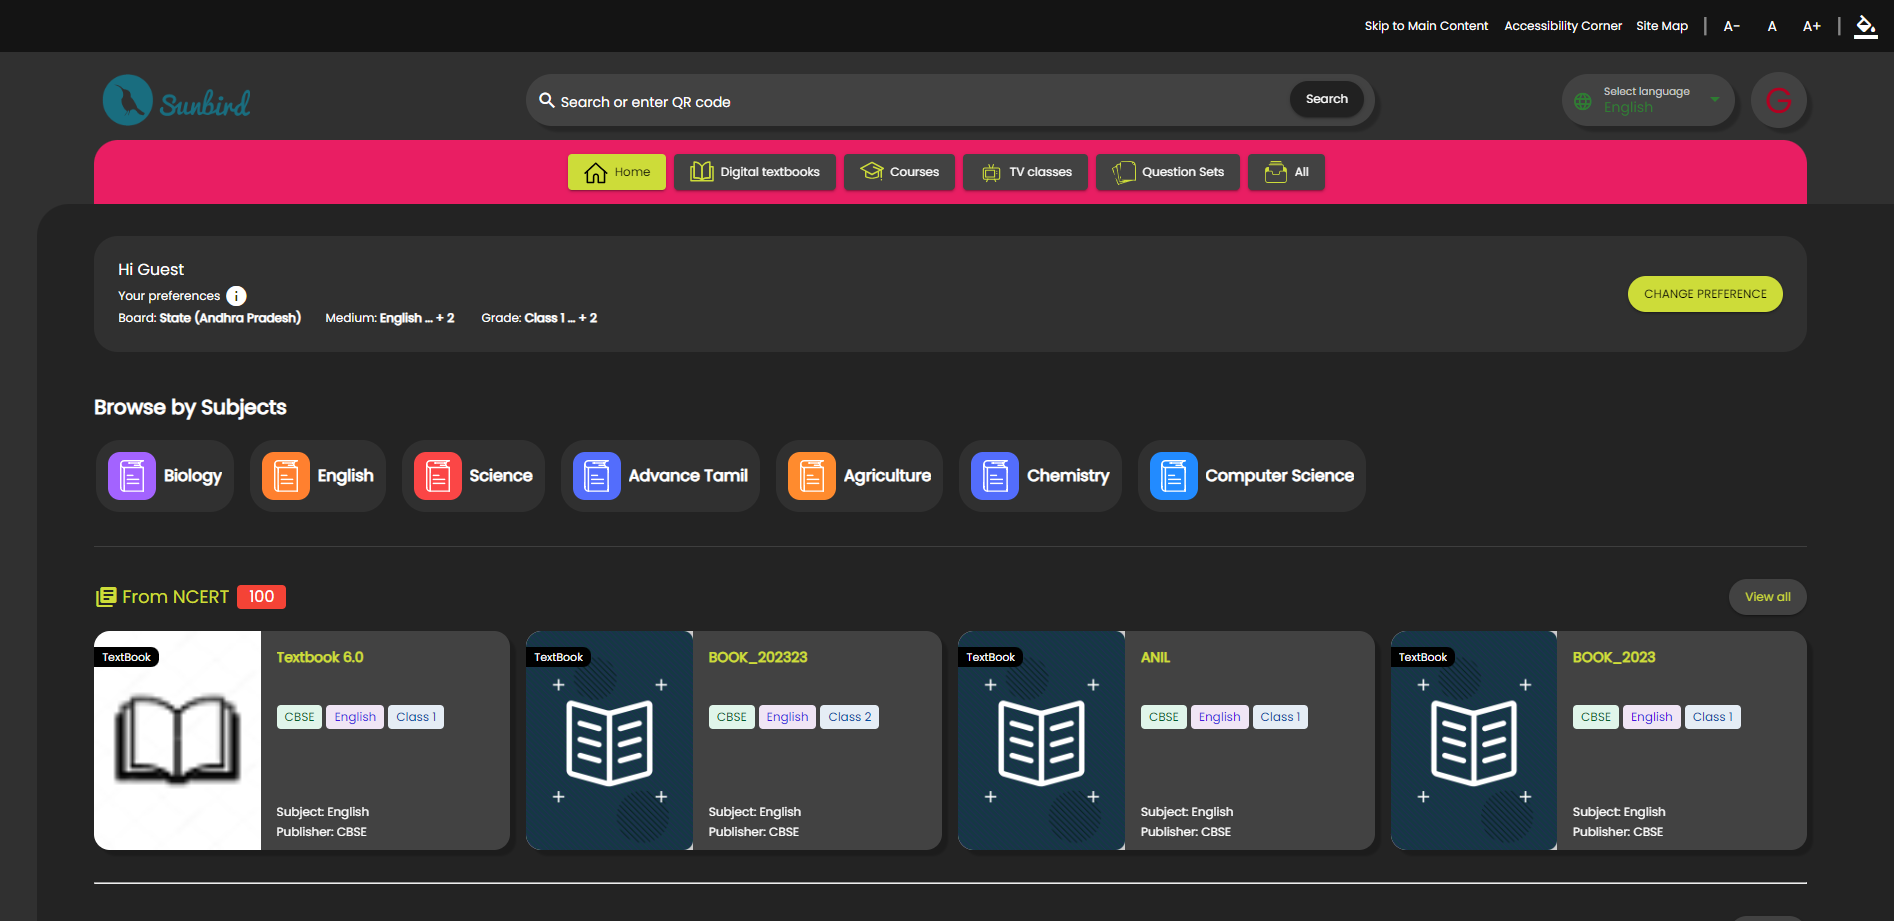 Skip to Main Content Accessibility Corner Site Map A- A A+
Sunbird
Search or enter QR code
Search
Select language
English
G
Home Digital textbooks Courses TV classes Question Sets All
Hi Guest
Your preferences i
Board: State (Andhra Pradesh) Medium: English ... + 2 Grade: Class 1 ... + 2
CHANGE PREFERENCE
Browse by Subjects
Biology English Science Advance Tamil Agriculture Chemistry Computer Science
From NCERT 100
View all
TextBook
Textbook 6.0
CBSE English Class 1
Subject: English
Publisher: CBSE
TextBook
BOOK_202323
CBSE English Class 2
Subject: English
Publisher: CBSE
TextBook
ANIL
CBSE English Class 1
Subject: English
Publisher: CBSE
TextBook
BOOK_2023
CBSE English Class 1
Subject: English
Publisher: CBSE